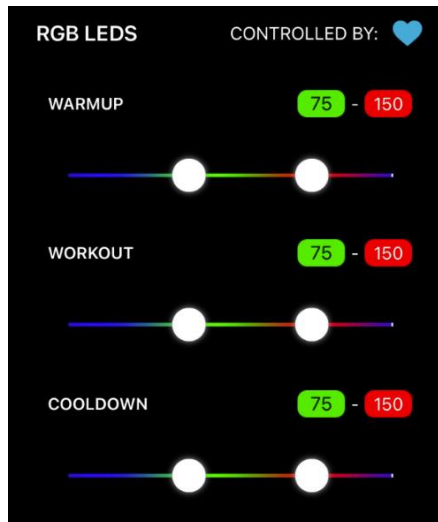 RGB LEDS CONTROLLED BY:
WARMUP 75 - 150
WORKOUT 75 - 150
COOLDOWN 75 - 150